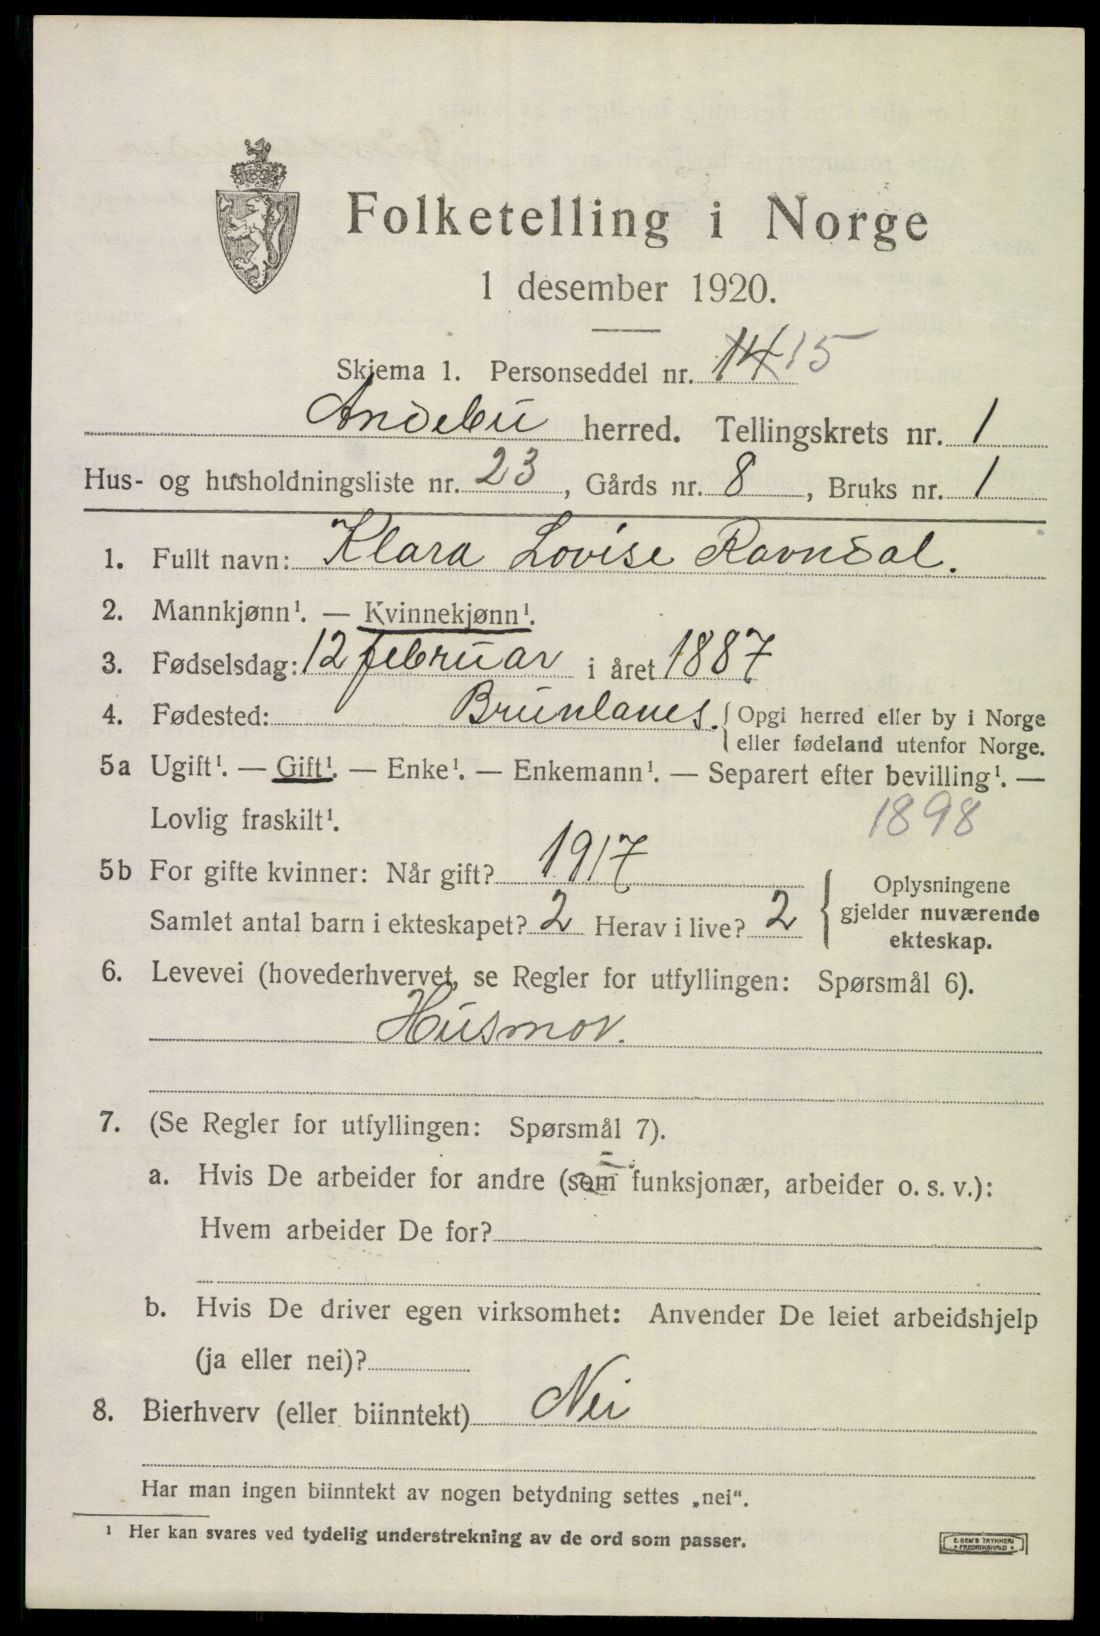 Folketelling i Norge
1 desember 1920.
Skjema 1. Personseddel nr. 14 15
Andebu herred. Tellingskrets nr. 1
Hus- og husholdningsliste nr. 23, Gårds nr. 8, Bruks nr. 1
1. Fullt navn: Klara Lovise Ravndal.
2. Mannkjønn¹. — Kvinnekjønn¹.
3. Fødselsdag: 12 februar i året 1887
4. Fødested: Brunlanes. { Opgi herred eller by i Norge
eller fødeland utenfor Norge.
5a Ugift¹. — Gift¹. — Enke¹. — Enkemann¹. — Separert efter bevilling¹. —
Lovlig fraskilt¹. 1898
5b For gifte kvinner: Når gift? 1917
Samlet antal barn i ekteskapet? 2 Herav i live? 2
{ Oplysningene
gjelder nuværende
ekteskap.
6. Levevei (hovederhvervet, se Regler for utfyllingen: Spørsmål 6).
Husmor.
7. (Se Regler for utfyllingen: Spørsmål 7).
a. Hvis De arbeider for andre (som funksjonær, arbeider o. s. v.):
Hvem arbeider De for?
b. Hvis De driver egen virksomhet: Anvender De leiet arbeidshjelp
(ja eller nei)?
8. Bierhverv (eller biinntekt) Nei
Har man ingen biinntekt av nogen betydning settes „nei“.
¹ Her kan svares ved tydelig understrekning av de ord som passer.
FREDRIKSHALD